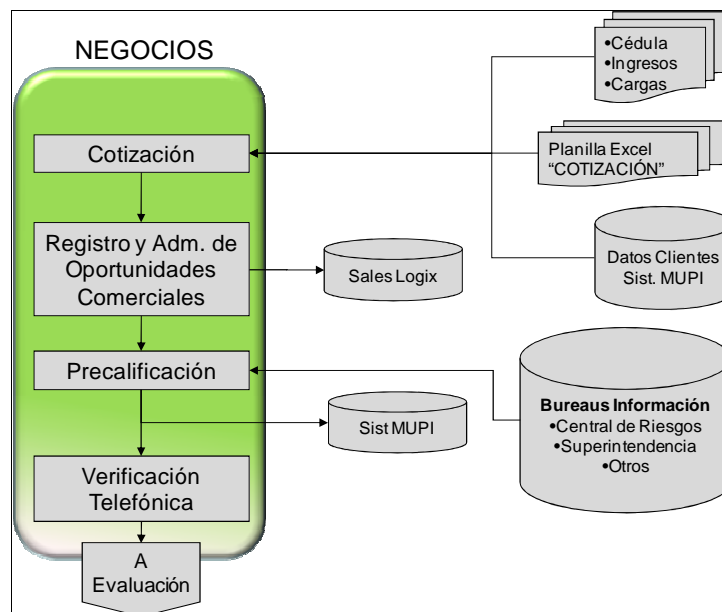 NEGOCIOS
•Cédula
•Ingresos
•Cargas
Cotización
Planilla Excel
“COTIZACIÓN”
Registro y Adm. de
Oportunidades
Comerciales
Sales Logix
Datos Clientes
Sist. MUPI
Precalificación
Sist MUPI
Bureaus Información
•Central de Riesgos
•Superintendencia
•Otros
Verificación
Telefónica
A
Evaluación